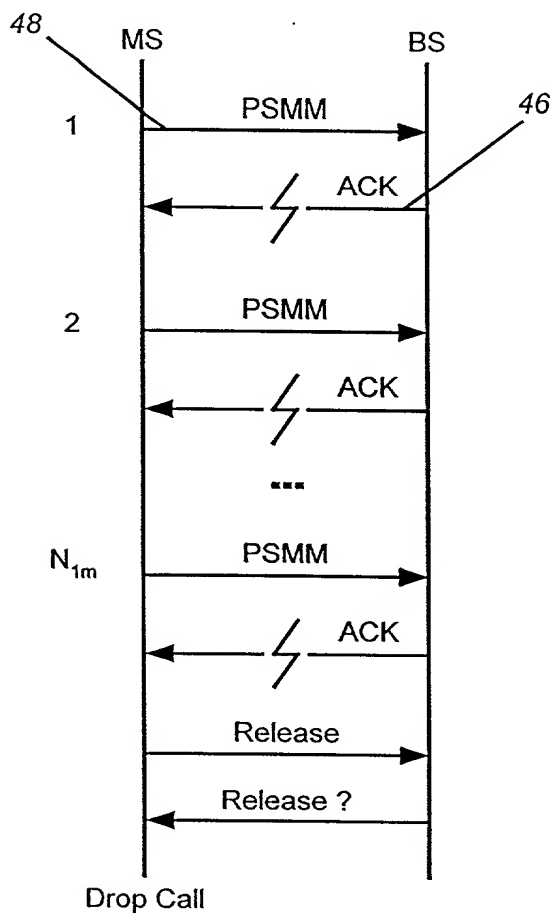 48
MS
BS
1
PSMM
46
ACK
2
PSMM
ACK
...
N1m
PSMM
ACK
Release
Release ?
Drop Call